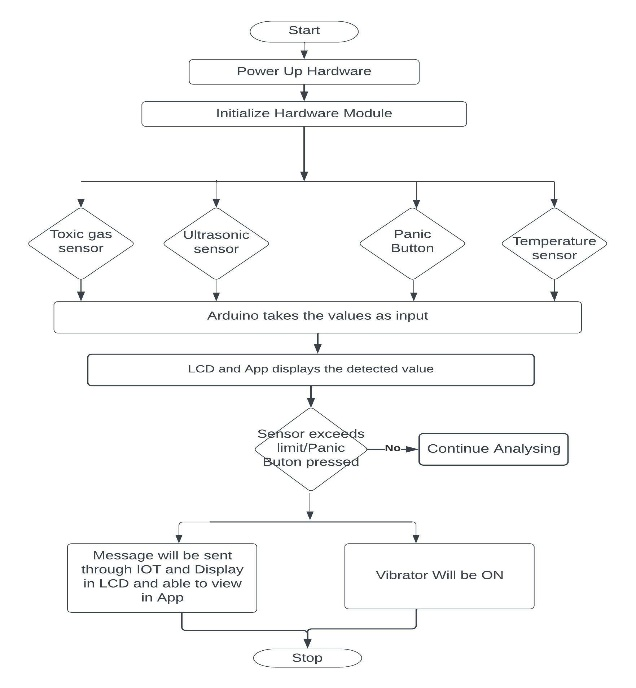 Start
Power Up Hardware
Initialize Hardware Module
Toxic gas
sensor
Ultrasonic
sensor
Panic
Button
Temperature
sensor
Arduino takes the values as input
LCD and App displays the detected value
Sensor exceeds
limit/Panic
Buton pressed
No
Continue Analysing
Message will be sent
through IOT and Display
in LCD and able to view
in App
Vibrator Will be ON
Stop